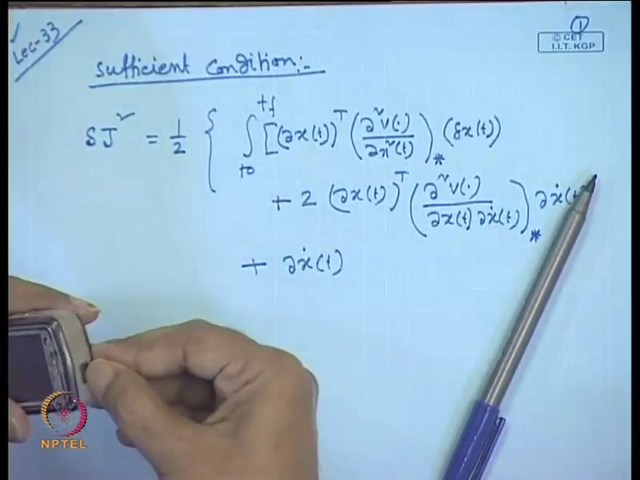 Lec-33
① 
© CET
I.I.T. KGP
Sufficient Condition:-
δJ² = 1/2 { ∫_{t0}^{tf} [(∂x(t))^T (∂²V(.)/∂x²(t))_* (δx(t))
+ 2 (∂x(t))^T (∂²V(.)/∂x(t) ∂ẋ(t))_* ∂ẋ(t)
+ ∂ẋ(t)
NPTEL